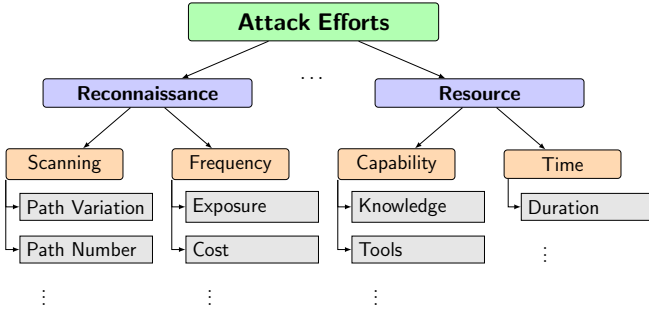 Attack Efforts
...
Reconnaissance
Resource
Scanning
Frequency
Capability
Time
Path Variation
Exposure
Knowledge
Duration
Path Number
Cost
Tools